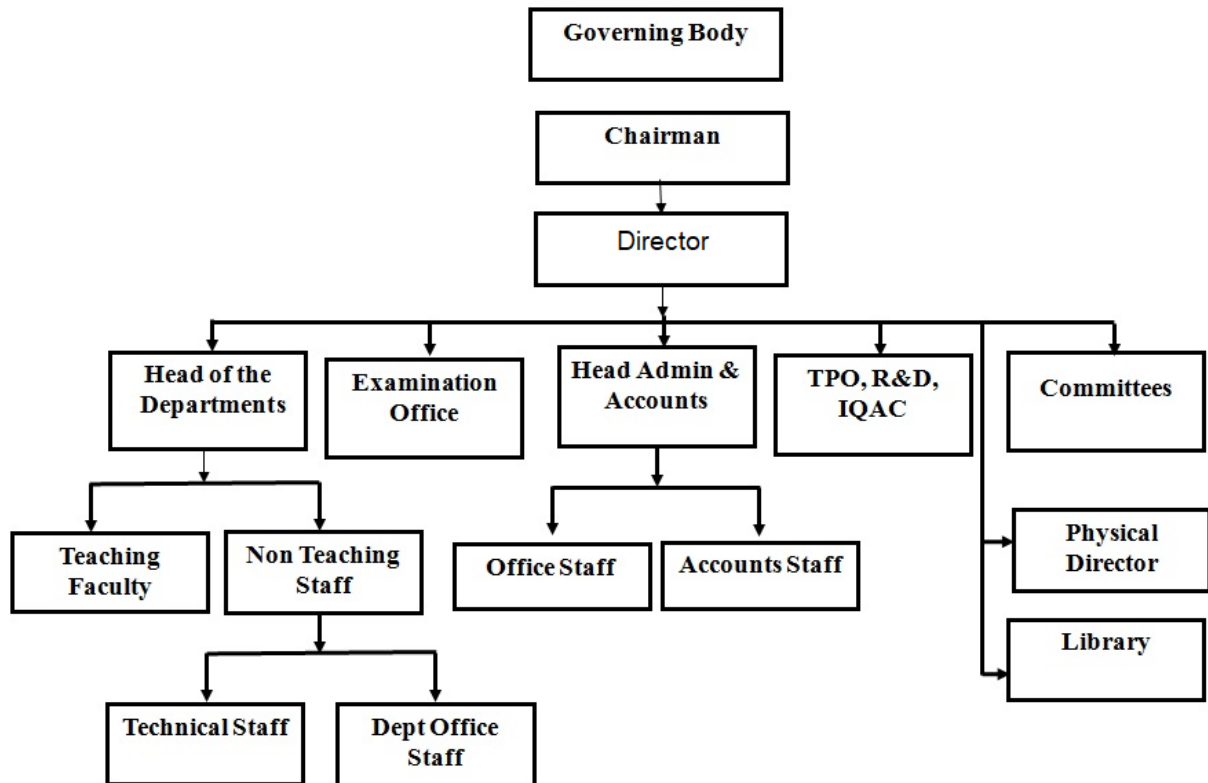 Governing Body
Chairman
Director
Head of the
Departments
Examination
Office
Head Admin &
Accounts
TPO, R&D,
IQAC
Committees
Teaching
Faculty
Non Teaching
Staff
Office Staff
Accounts Staff
Physical
Director
Library
Technical Staff
Dept Office
Staff